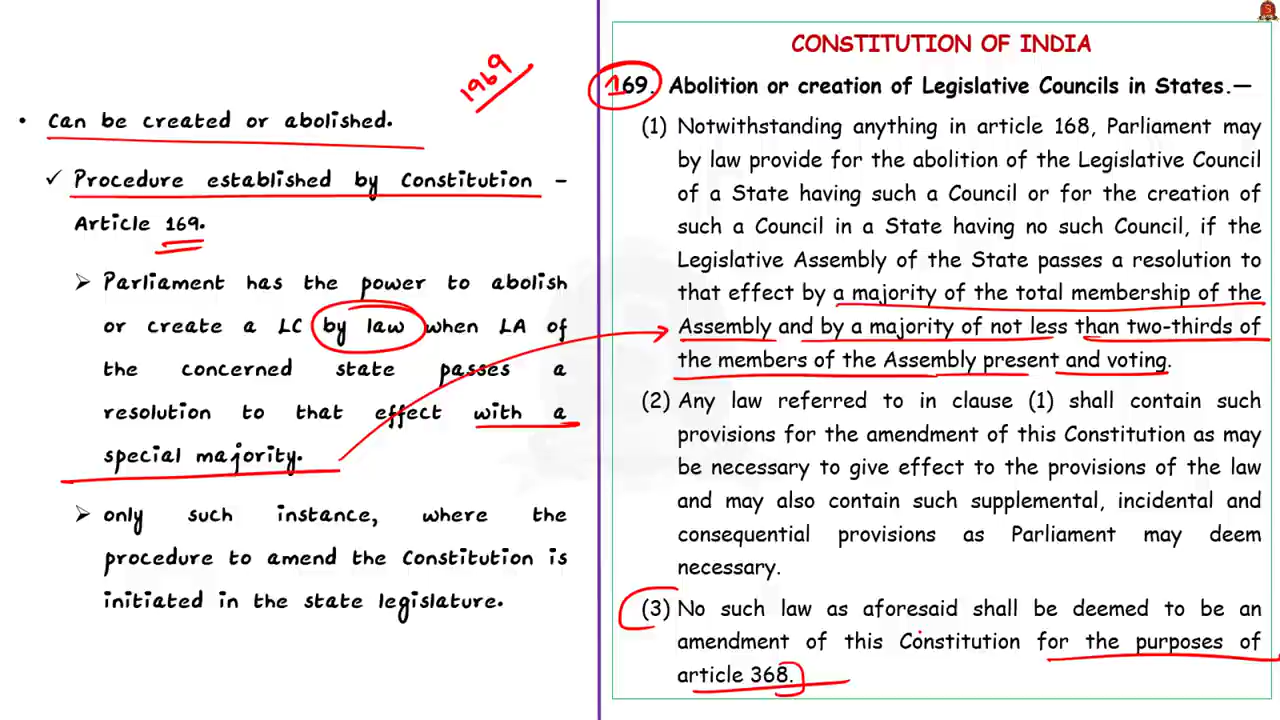 1969
• Can be created or abolished.
✓ Procedure established by Constitution –
Article 169.
➢ Parliament has the power to abolish
or create a LC by law when LA of
the concerned state passes a
resolution to that effect with a
special majority.
➢ only such instance, where the
procedure to amend the Constitution is
initiated in the state legislature.
CONSTITUTION OF INDIA
169. Abolition or creation of Legislative Councils in States.—
(1) Notwithstanding anything in article 168, Parliament may
by law provide for the abolition of the Legislative Council
of a State having such a Council or for the creation of
such a Council in a State having no such Council, if the
Legislative Assembly of the State passes a resolution to
that effect by a majority of the total membership of the
Assembly and by a majority of not less than two-thirds of
the members of the Assembly present and voting.
(2) Any law referred to in clause (1) shall contain such
provisions for the amendment of this Constitution as may
be necessary to give effect to the provisions of the law
and may also contain such supplemental, incidental and
consequential provisions as Parliament may deem
necessary.
(3) No such law as aforesaid shall be deemed to be an
amendment of this Constitution for the purposes of
article 368.